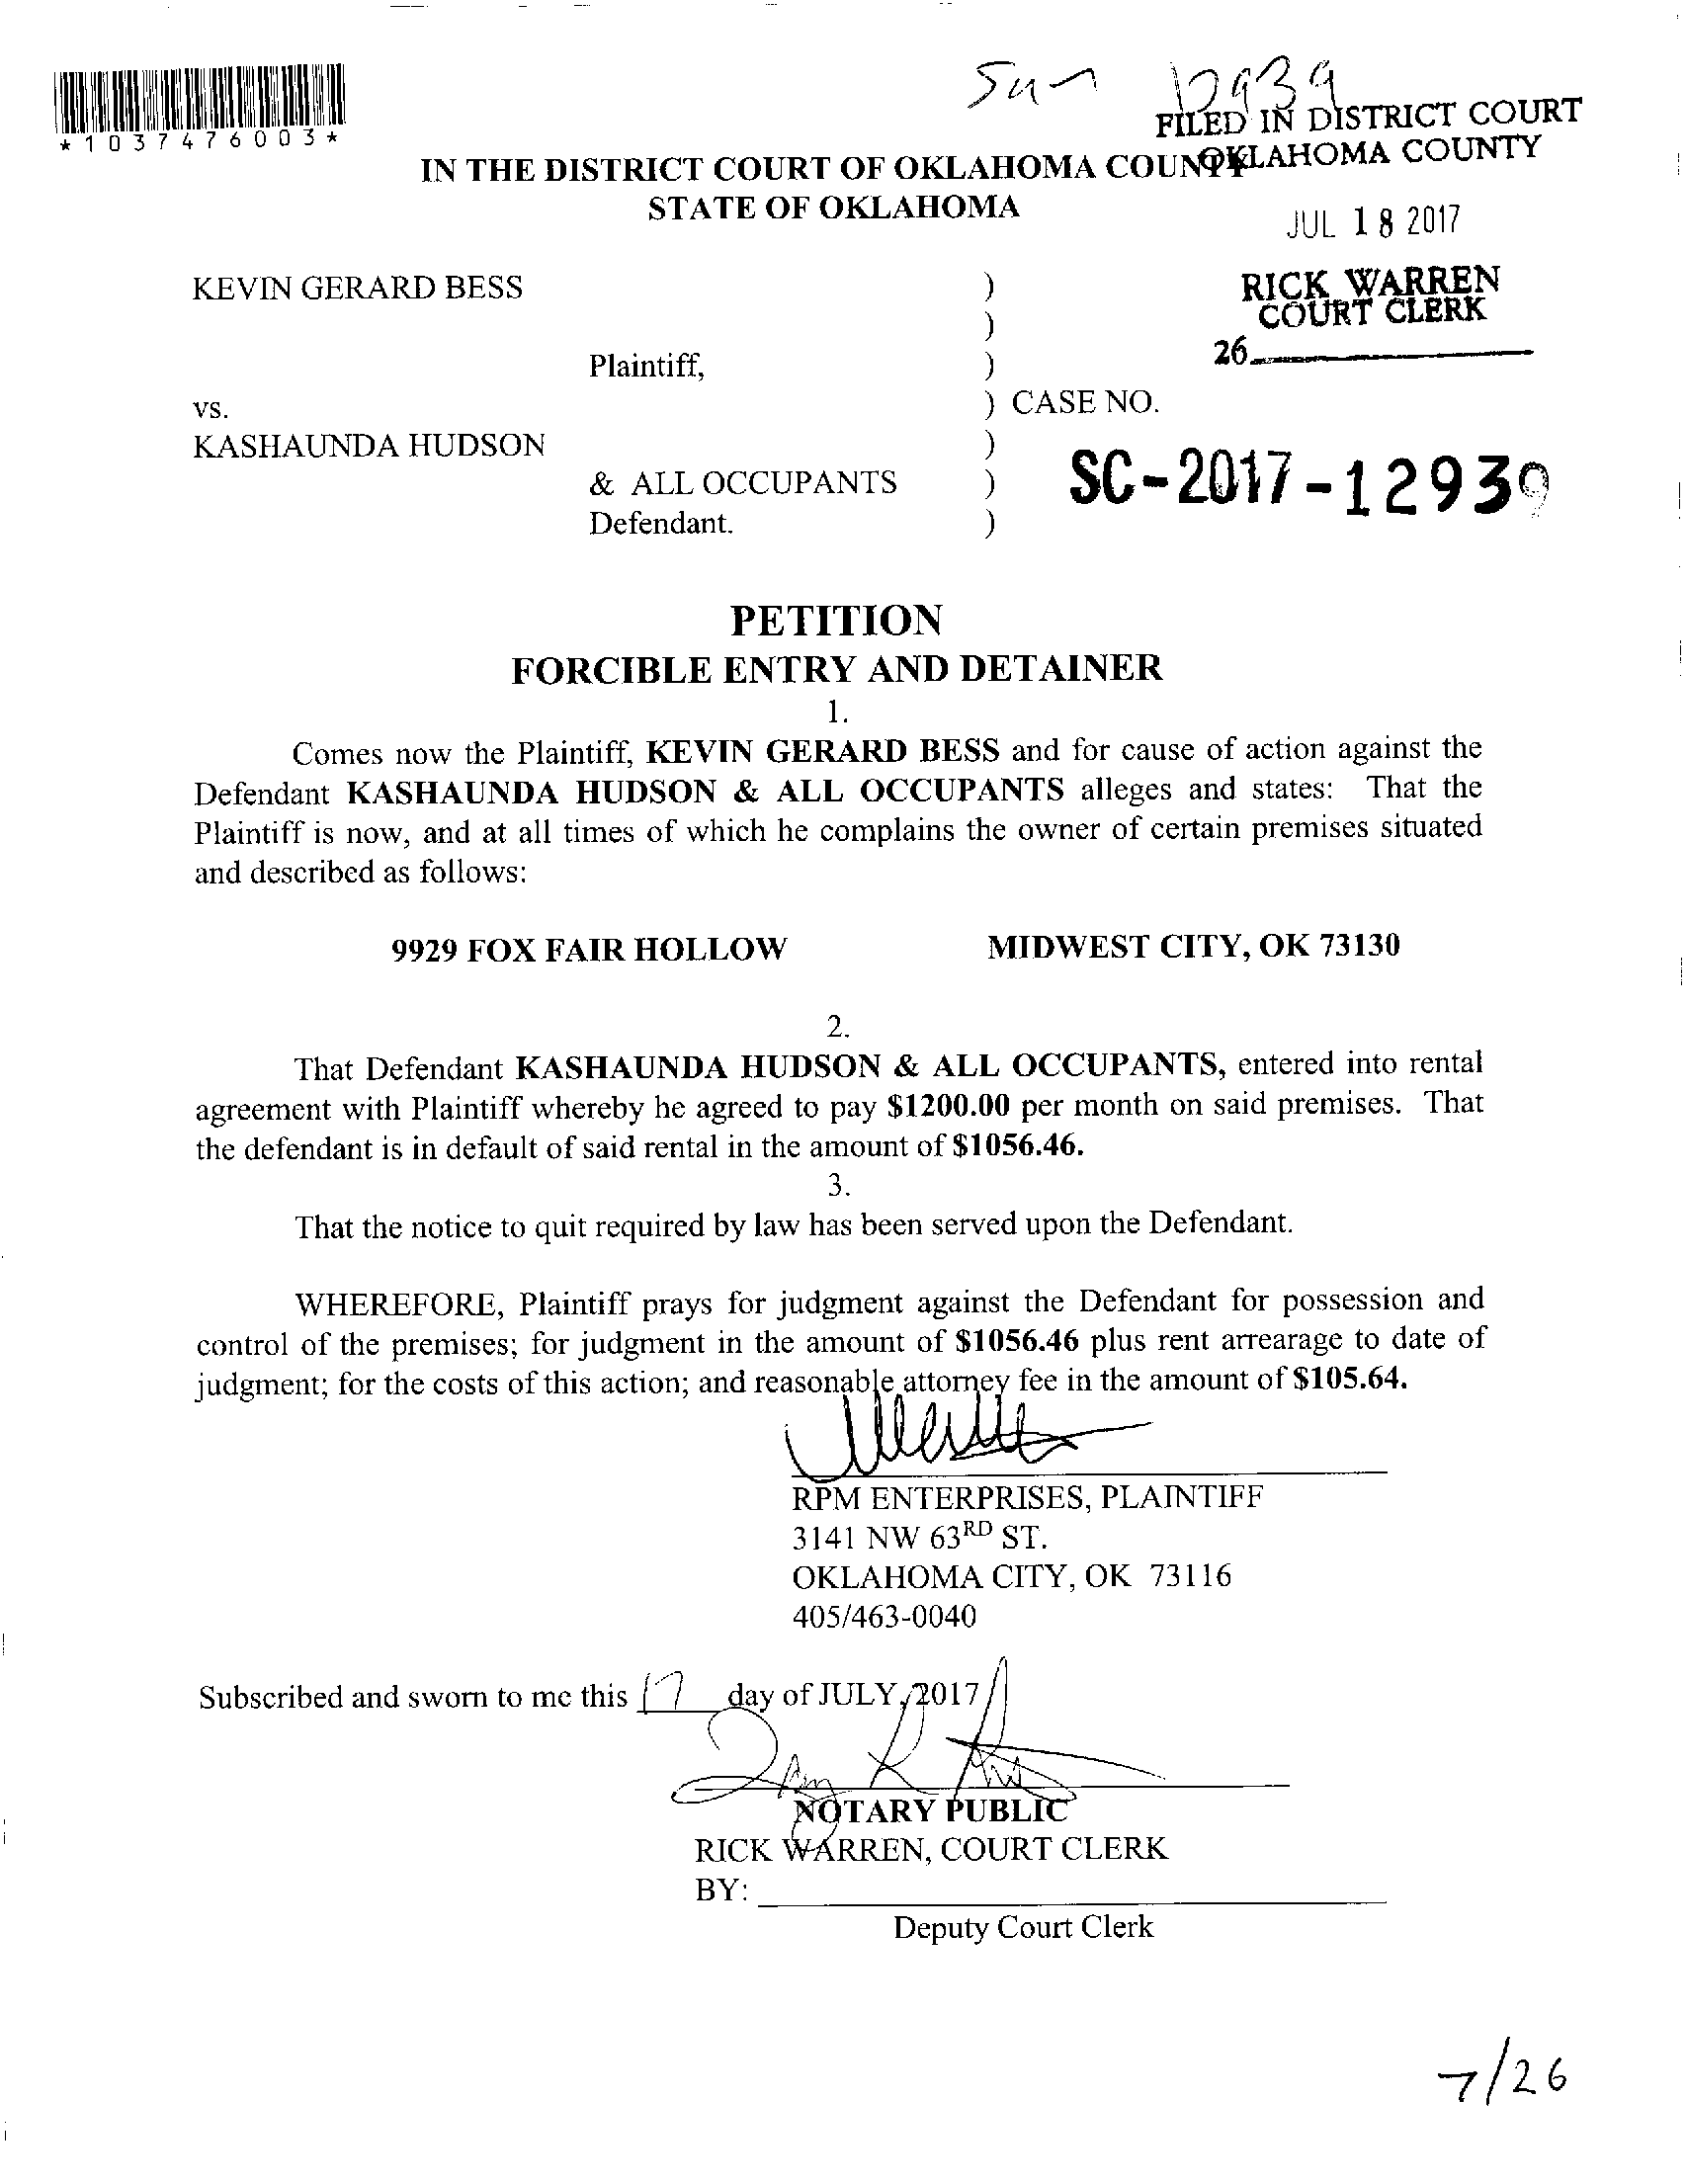 *1037476003*
12939
FILED IN DISTRICT COURT
OKLAHOMA COUNTY
IN THE DISTRICT COURT OF OKLAHOMA COUNTY
STATE OF OKLAHOMA
JUL 18 2017
KEVIN GERARD BESS )
RICK WARREN
COURT CLERK
)
26
Plaintiff, )
vs. ) CASE NO.
KASHAUNDA HUDSON )
& ALL OCCUPANTS ) SC-2017-12939
Defendant. )
PETITION
FORCIBLE ENTRY AND DETAINER
1.
Comes now the Plaintiff, KEVIN GERARD BESS and for cause of action against the
Defendant KASHAUNDA HUDSON & ALL OCCUPANTS alleges and states: That the
Plaintiff is now, and at all times of which he complains the owner of certain premises situated
and described as follows:
9929 FOX FAIR HOLLOW MIDWEST CITY, OK 73130
2.
That Defendant KASHAUNDA HUDSON & ALL OCCUPANTS, entered into rental
agreement with Plaintiff whereby he agreed to pay $1200.00 per month on said premises. That
the defendant is in default of said rental in the amount of $1056.46.
3.
That the notice to quit required by law has been served upon the Defendant.
WHEREFORE, Plaintiff prays for judgment against the Defendant for possession and
control of the premises; for judgment in the amount of $1056.46 plus rent arrearage to date of
judgment; for the costs of this action; and reasonable attorney fee in the amount of $105.64.
RPM ENTERPRISES, PLAINTIFF
3141 NW 63RD ST.
OKLAHOMA CITY, OK 73116
405/463-0040
Subscribed and sworn to me this 17 day of JULY, 2017
NOTARY PUBLIC
RICK WARREN, COURT CLERK
BY:
Deputy Court Clerk
7/26